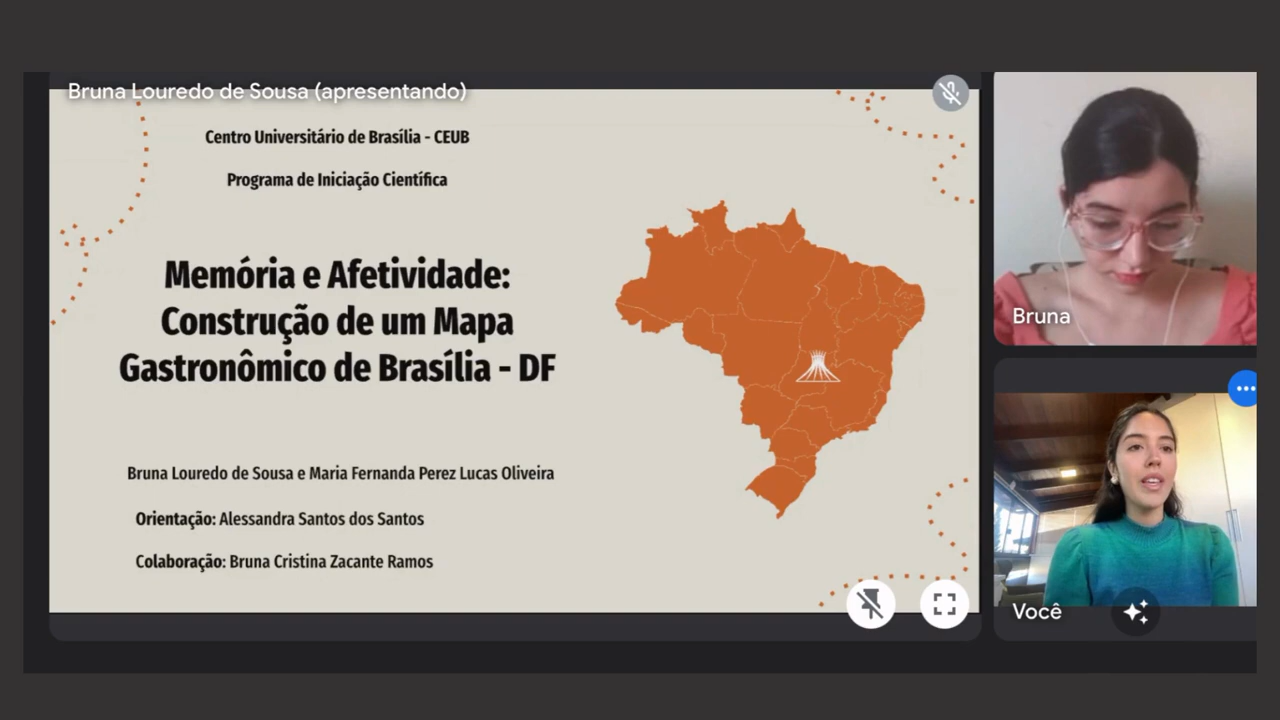 Bruna Louredo de Sousa (apresentando)
Centro Universitário de Brasília - CEUB
Programa de Iniciação Científica
Memória e Afetividade:
Construção de um Mapa
Gastronômico de Brasília - DF
Bruna Louredo de Sousa e Maria Fernanda Perez Lucas Oliveira
Orientação: Alessandra Santos dos Santos
Colaboração: Bruna Cristina Zacante Ramos
Bruna
Você